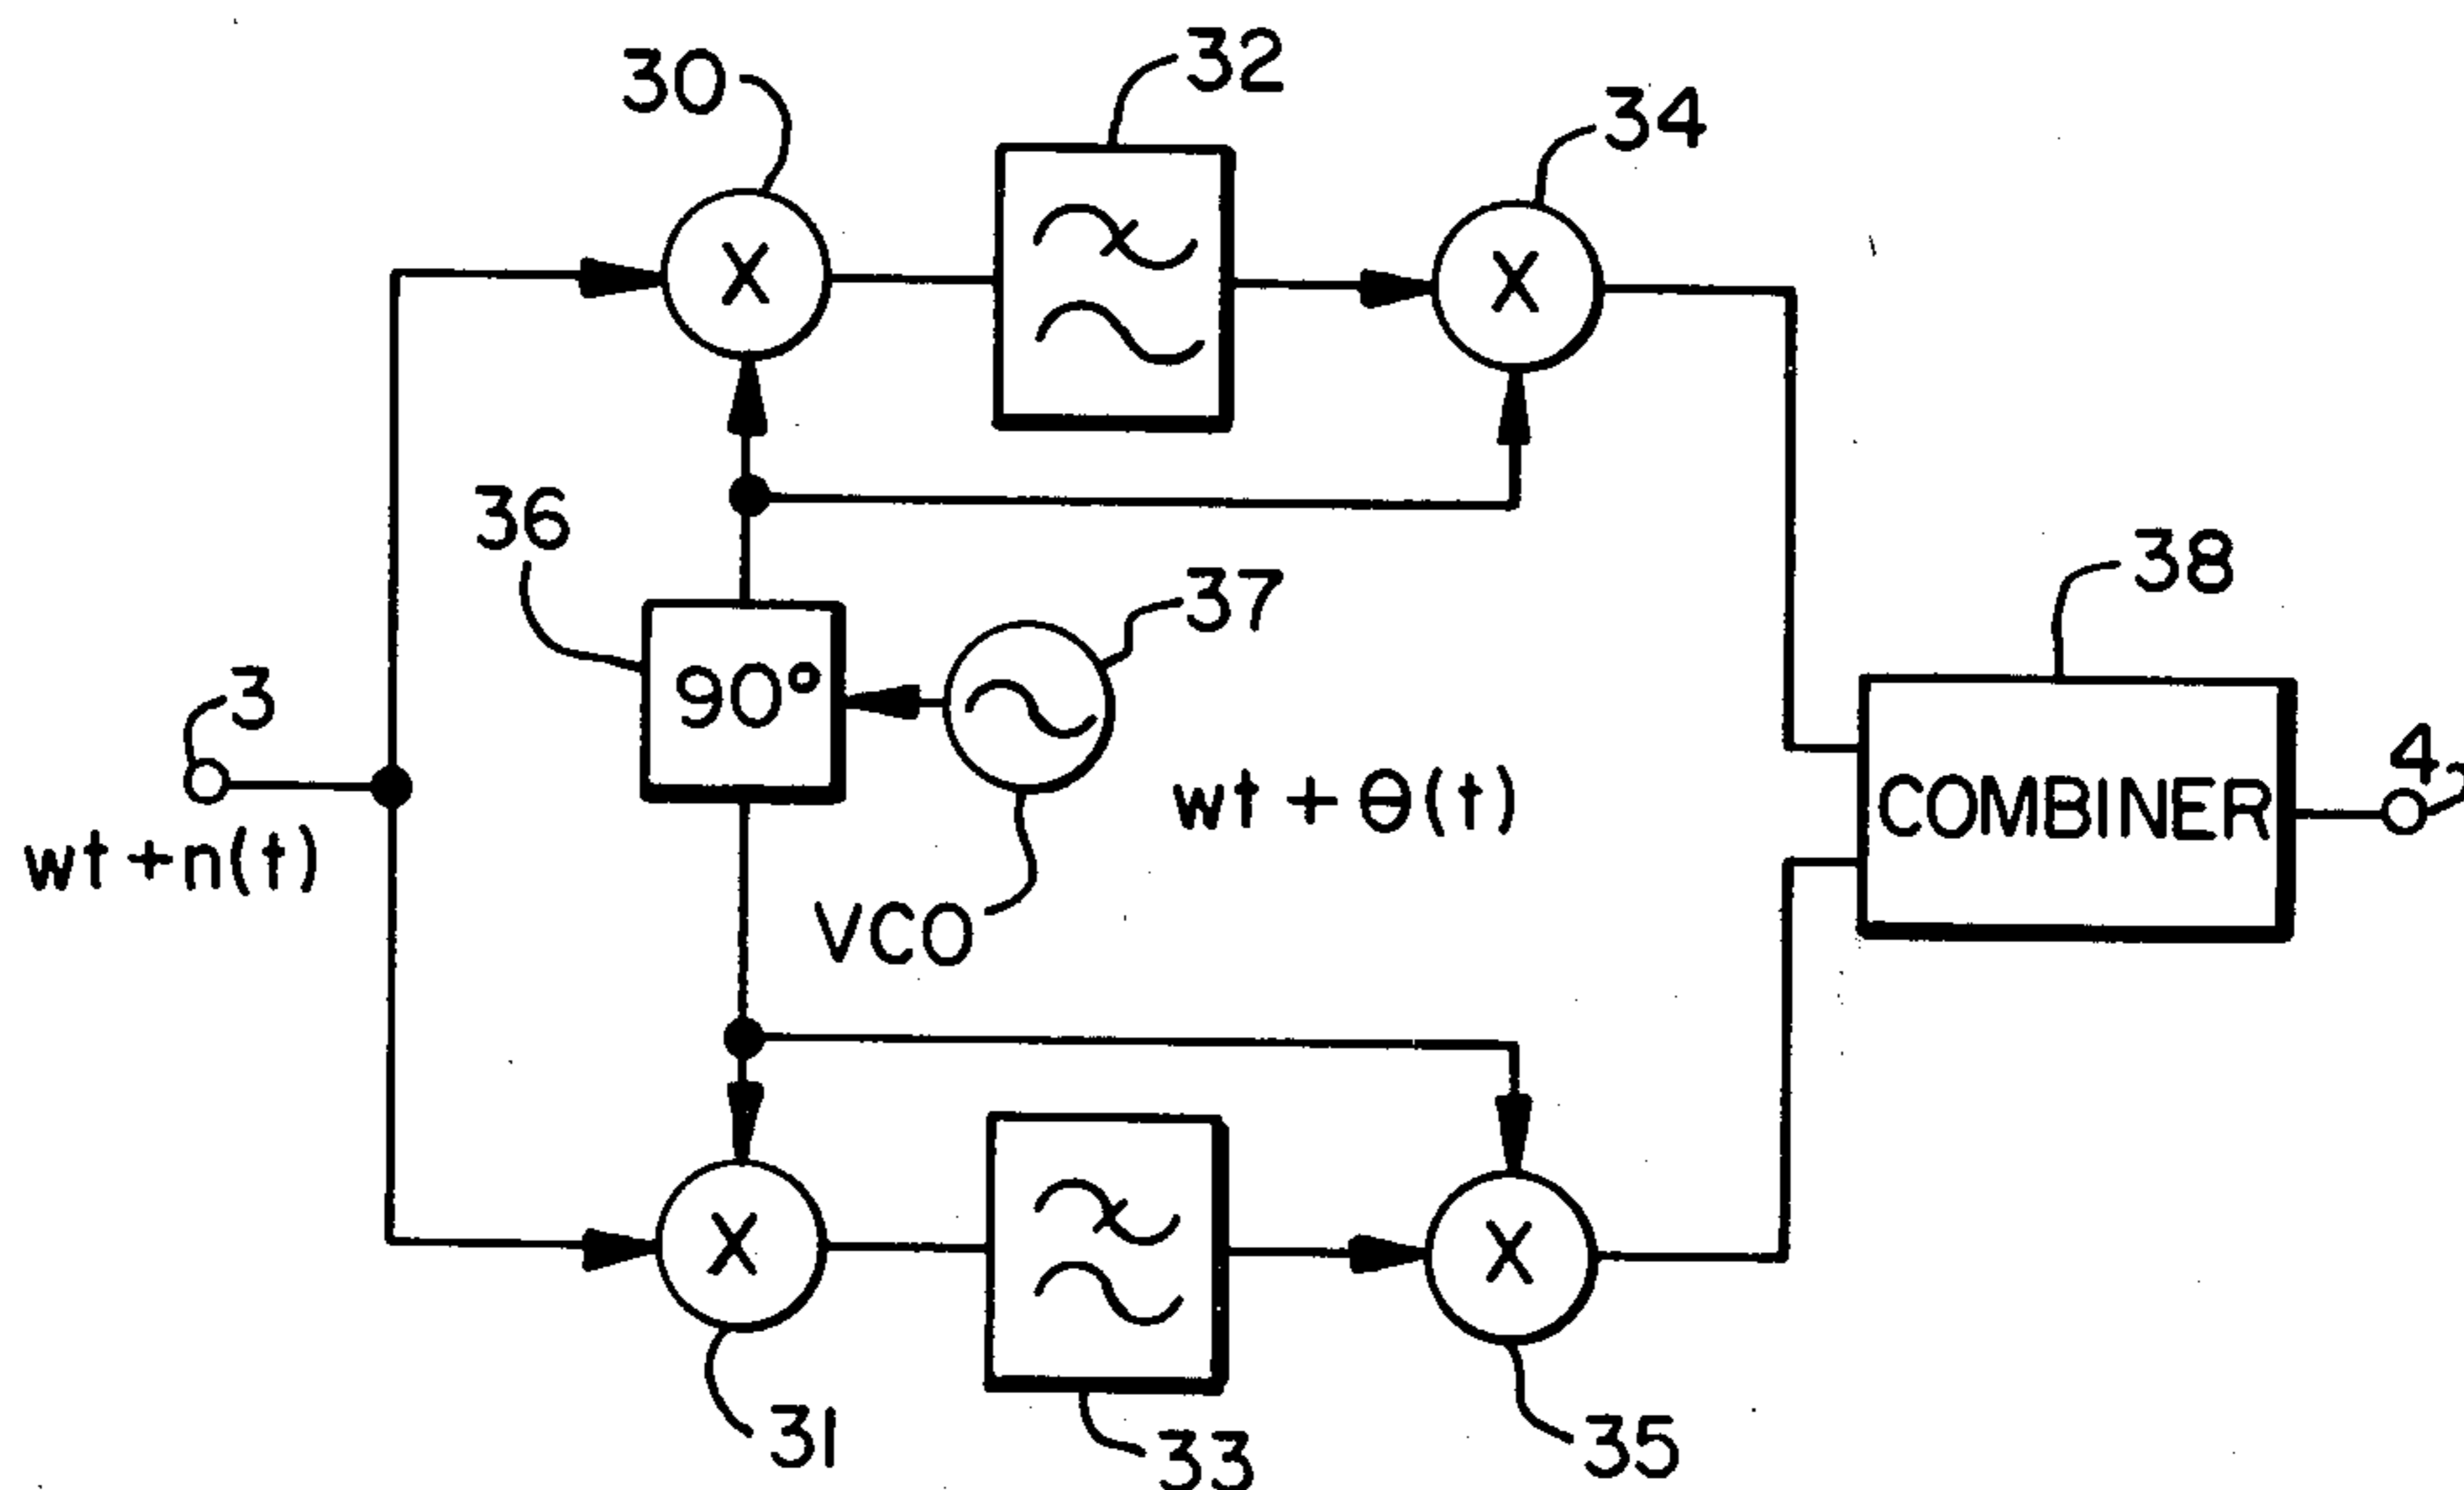 30
32
34
X
X
36
90°
37
38
3
wt + θ(t)
COMBINER
4
wt +n(t)
VCO
X
X
31
33
35